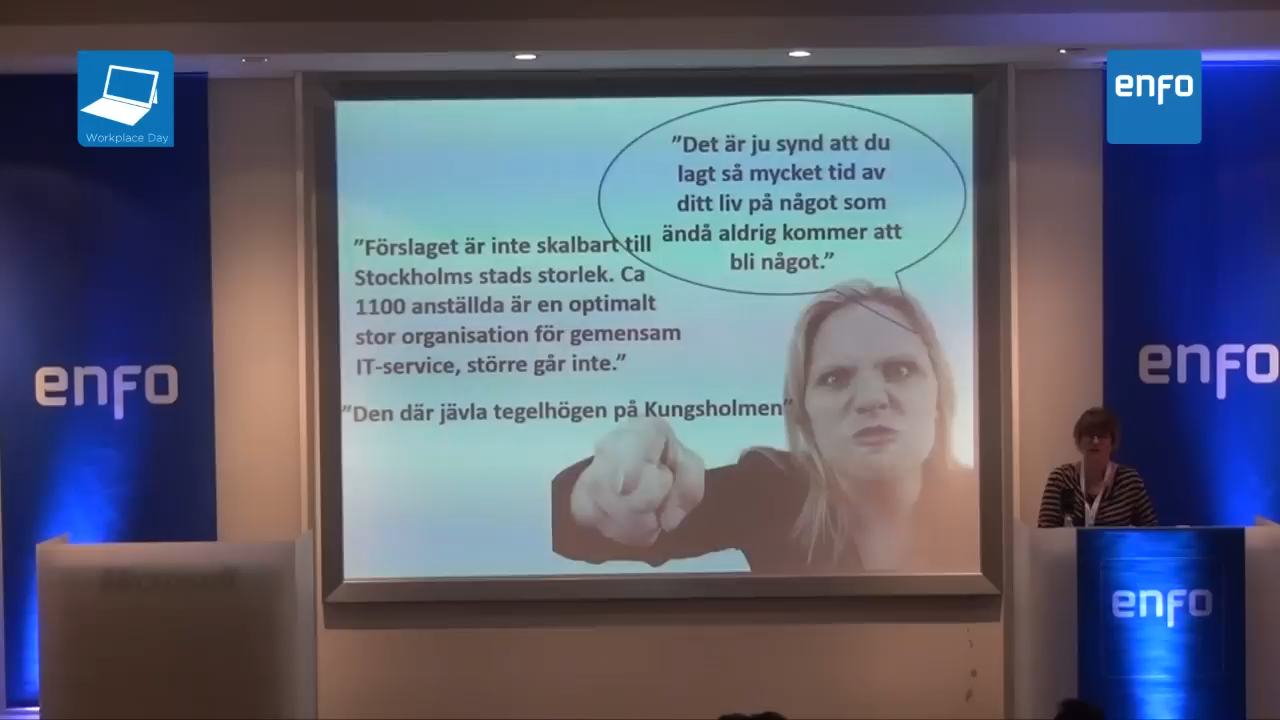 Workplace Day
enfo
”Det är ju synd att du
lagt så mycket tid av
ditt liv på något som
ändå aldrig kommer att
bli något.”
”Förslaget är inte skalbart till
Stockholms stads storlek. Ca
1100 anställda är en optimalt
stor organisation för gemensam
IT-service, större går inte.”
”Den där jävla tegelhögen på Kungsholmen”
enfo
enfo
Microsoft
enfo